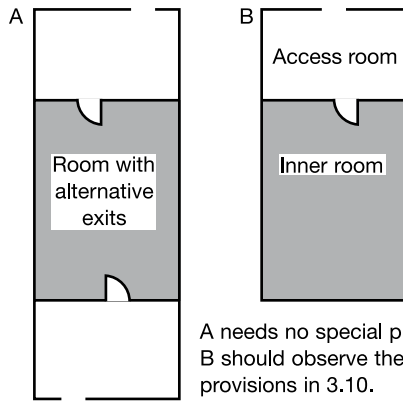 A
B
Access room
Room with
alternative
exits
Inner room
A needs no special p
B should observe the
provisions in 3.10.